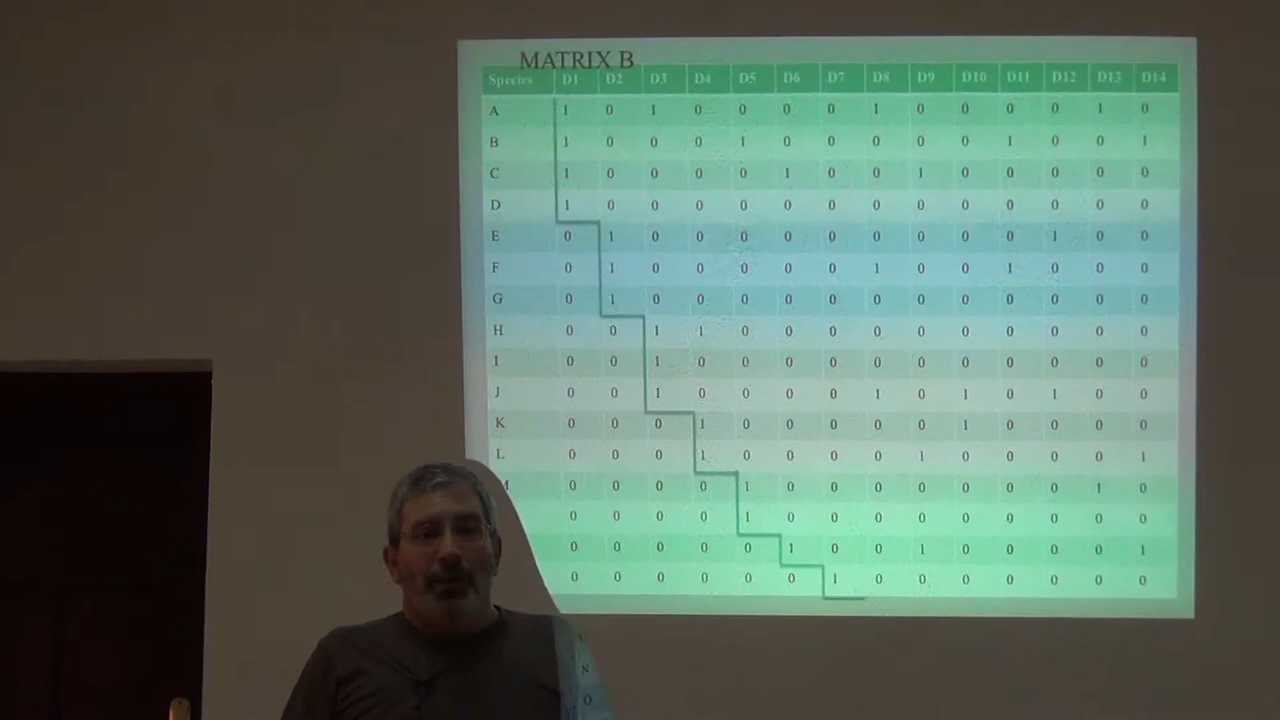 MATRIX B
Species D1 D2 D3 D4 D5 D6 D7 D8 D9 D10 D11 D12 D13 D14
A 1 0 1 0 0 0 0 1 0 0 0 0 1 0
B 1 0 0 0 1 0 0 0 0 0 1 0 0 1
C 1 0 0 0 0 1 0 0 1 0 0 0 0 0
D 1 0 0 0 0 0 0 0 0 0 0 0 0 0
E 0 1 0 0 0 0 0 0 0 0 0 1 0 0
F 0 1 0 0 0 0 0 1 0 0 1 0 0 0
G 0 1 0 0 0 0 0 0 0 0 0 0 0 0
H 0 0 1 1 0 0 0 0 0 0 0 0 0 0
I 0 0 1 0 0 0 0 0 0 0 0 0 0 0
J 0 0 1 0 0 0 0 1 0 1 0 1 0 0
K 0 0 0 1 0 0 0 0 0 1 0 0 0 0
L 0 0 0 1 0 0 0 0 1 0 0 0 0 1
M 0 0 0 0 1 0 0 0 0 0 0 0 1 0
0 0 0 0 1 0 0 0 0 0 0 0 0 0
0 0 0 0 0 1 0 0 1 0 0 0 0 1
0 0 0 0 0 0 1 0 0 0 0 0 0 0
N
O